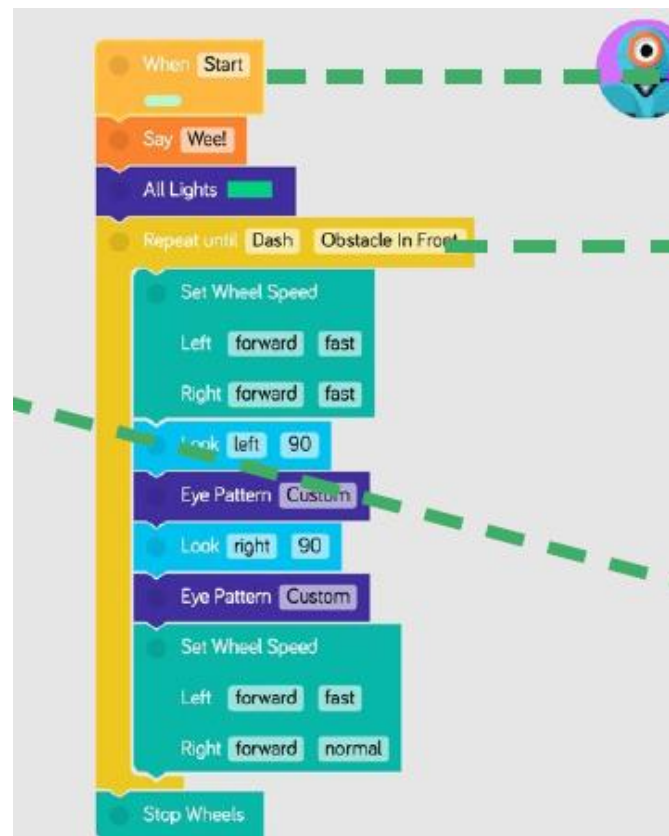 When Start
Say Wee!
All Lights
Repeat until Dash Obstacle In Front
Set Wheel Speed
Left forward fast
Right forward fast
Look left 90
Eye Pattern Custom
Look right 90
Eye Pattern Custom
Set Wheel Speed
Left forward fast
Right forward normal
Stop Wheels